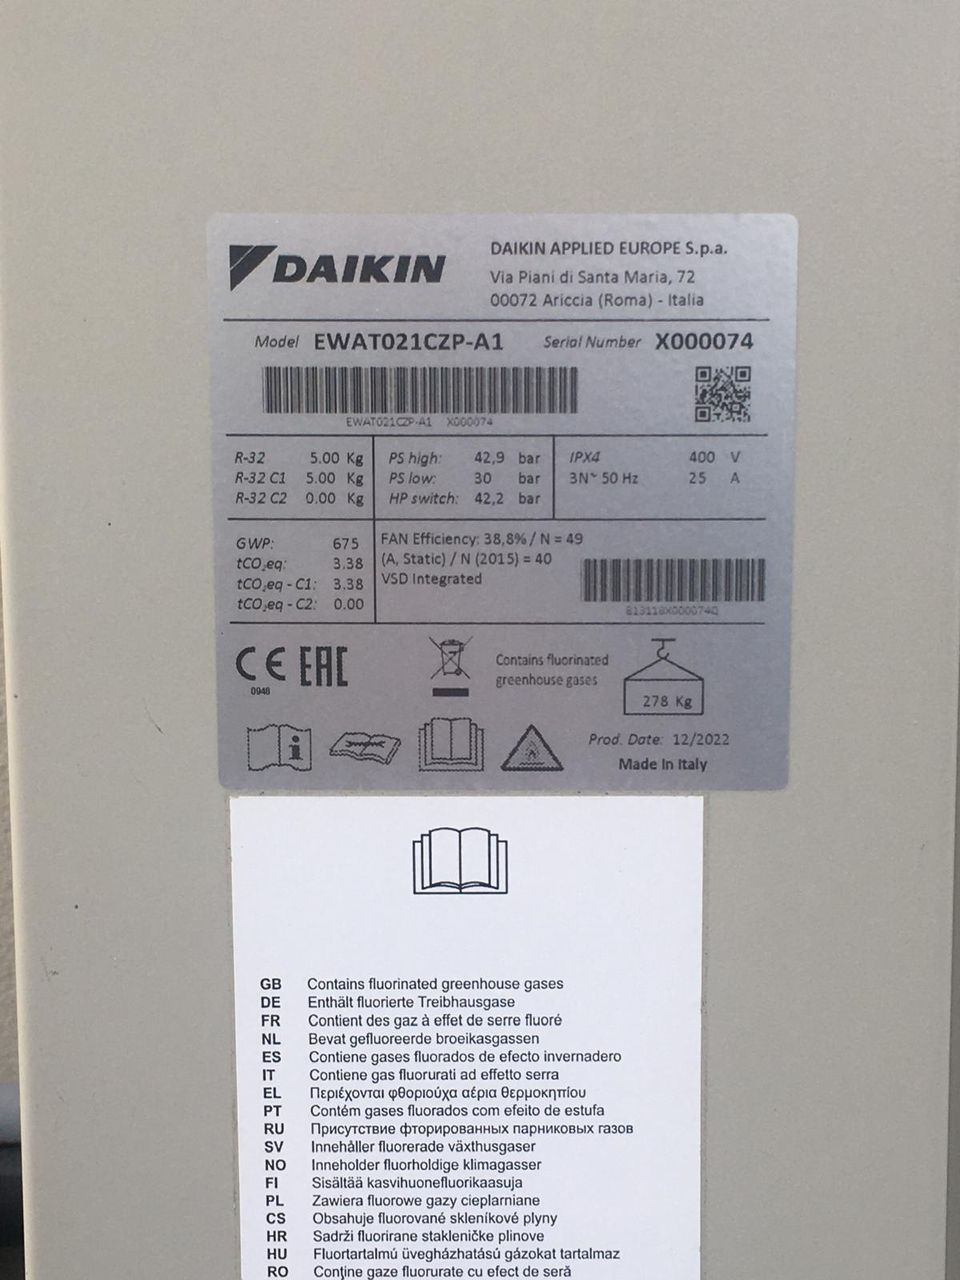 DAIKIN
DAIKIN APPLIED EUROPE S.p.a.
Via Piani di Santa Maria, 72
00072 Ariccia (Roma) - Italia
Model EWAT021CZP-A1 Serial Number X000074
EWAT021CZP-A1 X000074
R-32 5.00 Kg
R-32 C1 5.00 Kg
R-32 C2 0.00 Kg
PS high: 42,9 bar
PS low: 30 bar
HP switch: 42,2 bar
IPX4 400 V
3N~ 50 Hz 25 A
GWP: 675
tCO₂eq: 3.38
tCO₂eq - C1: 3.38
tCO₂eq - C2: 0.00
FAN Efficiency: 38,8% / N = 49
(A, Static) / N (2015) = 40
VSD Integrated
813118X000074Q
CE EAC
0948
Contains fluorinated
greenhouse gases
278 Kg
Prod. Date: 12/2022
Made In Italy
GB Contains fluorinated greenhouse gases
DE Enthält fluorierte Treibhausgase
FR Contient des gaz à effet de serre fluoré
NL Bevat gefluoreerde broeikasgassen
ES Contiene gases fluorados de efecto invernadero
IT Contiene gas fluorurati ad effetto serra
EL Περιέχονται φθοριούχα αέρια θερμοκηπίου
PT Contém gases fluorados com efeito de estufa
RU Присутствие фторированных парниковых газов
SV Innehåller fluorerade växthusgaser
NO Inneholder fluorholdige klimagasser
FI Sisältää kasvihuonefluorikaasuja
PL Zawiera fluorowe gazy cieplarniane
CS Obsahuje fluorované skleníkové plyny
HR Sadrži fluorirane stakleničke plinove
HU Fluortartalmú üvegházhatású gázokat tartalmaz
RO Conţine gaze fluorurate cu efect de seră